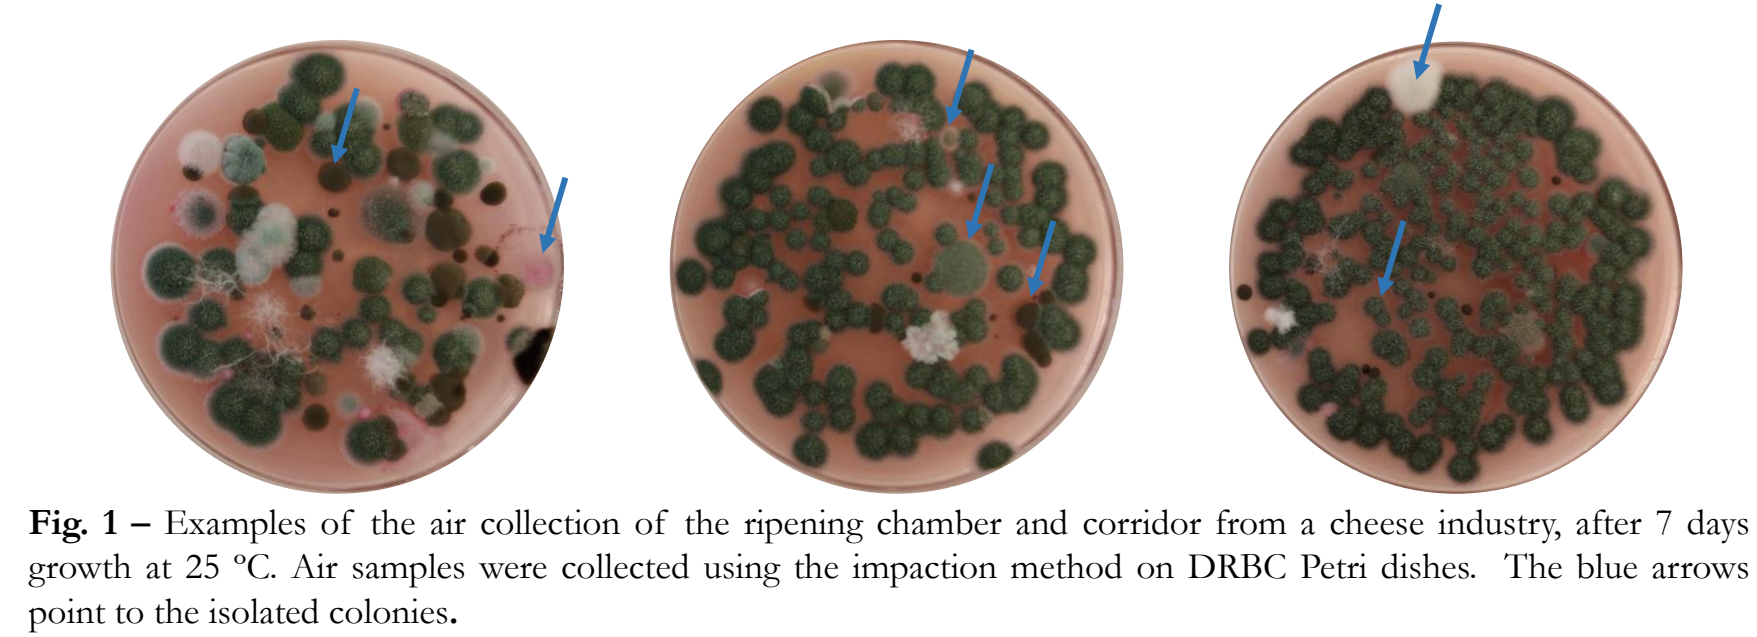 Fig. 1 – Examples of the air collection of the ripening chamber and corridor from a cheese industry, after 7 days
growth at 25 ºC. Air samples were collected using the impaction method on DRBC Petri dishes. The blue arrows
point to the isolated colonies.